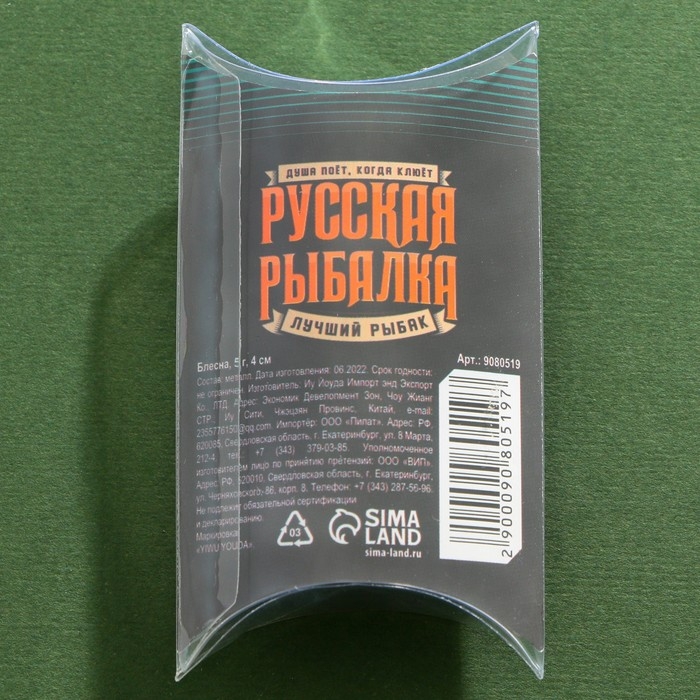 ДУША ПОЁТ, КОГДА КЛЮЁТ
РУССКАЯ
РЫБАЛКА
ЛУЧШИЙ РЫБАК
Блесна, 5 г, 4 см
Арт.: 9080519
Состав: металл. Дата изготовления: 06.2022. Срок годности:
не ограничен. Изготовитель: Иу Йоуда Импорт энд Экспорт
Ко., ЛТД. Адрес: Экономик Девелопмент Зон, Чоу Жианг
СТР., Иу Сити, Чжэцзян Провинс, Китай, e-mail:
2355776150@qq.com. Импортёр: ООО «Пилат». Адрес: РФ,
620085, Свердловская область, г. Екатеринбург, ул. 8 Марта,
212-4, тел.: +7 (343) 379-03-85. Уполномоченное
изготовителем лицо по принятию претензий: ООО «ВИП».
Адрес: РФ, 620010, Свердловская область, г. Екатеринбург,
ул. Черняховского, 86, корп. 8. Телефон: +7 (343) 287-56-96.
Не подлежит обязательной сертификации
и декларированию.
Маркировка:
«YIWU YOUDA».
03
SIMA
LAND
sima-land.ru
2 900090 805197